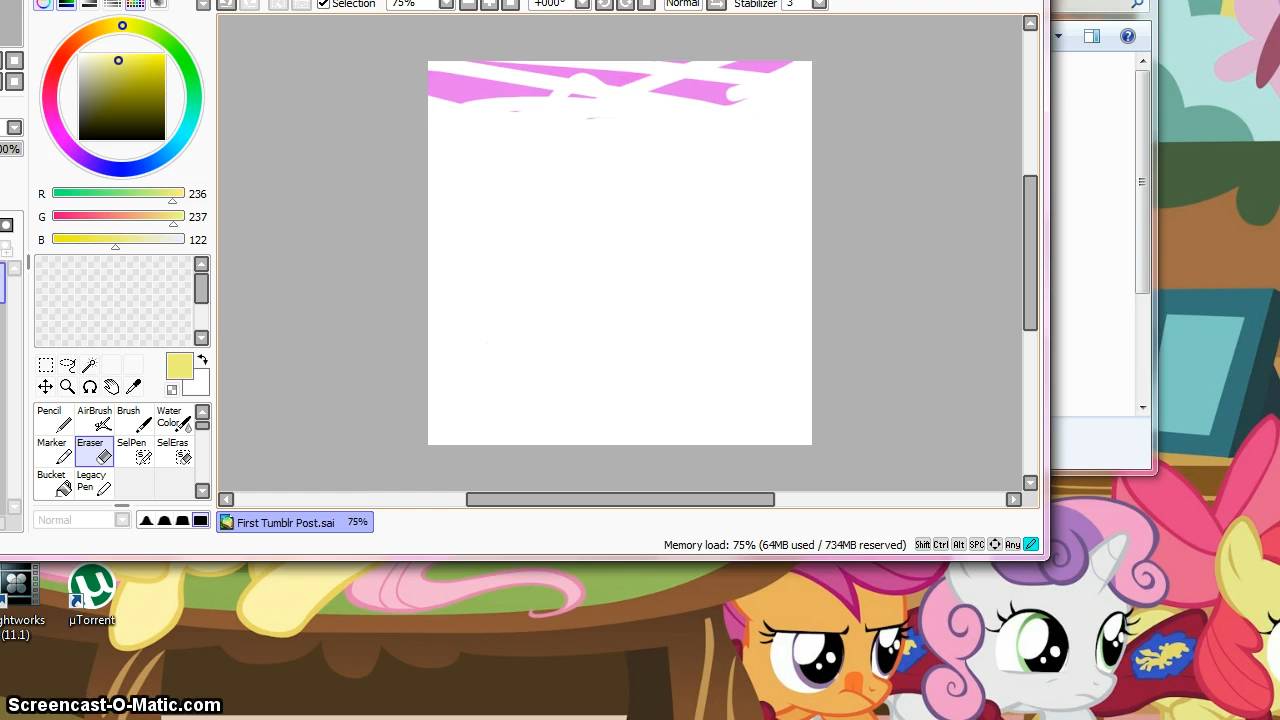 Selection 75% +000° Normal Stabilizer 3
R 236
G 237
B 122
00%
Pencil AirBrush Brush Water Color
Marker Eraser SelPen SelEras
Bucket Legacy Pen
Normal
First Tumblr Post.sai 75%
Memory load: 75% (64MB used / 734MB reserved) Shift Ctrl Alt SPC Any
ghtworks
(11.1)
µTorrent
Screencast-O-Matic.com